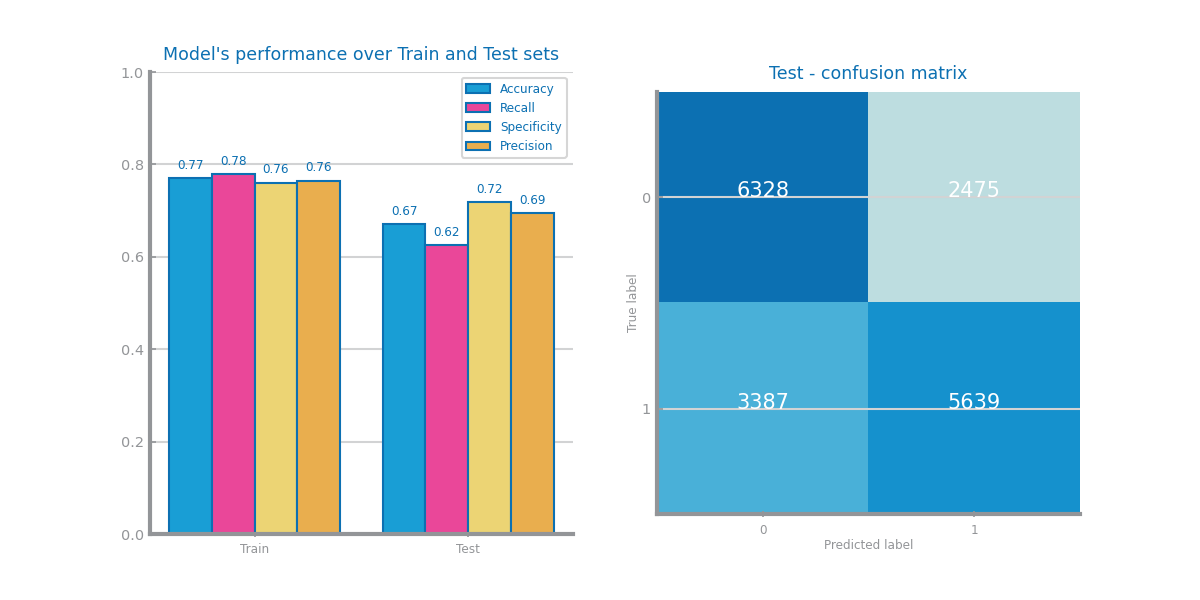 Model's performance over Train and Test sets
1.0
0.8
0.6
0.4
0.2
0.0
Accuracy
Recall
Specificity
Precision
0.77 0.78 0.76 0.76
0.67 0.62 0.72 0.69
Train Test
Test - confusion matrix
True label
0
1
6328 2475
3387 5639
0 1
Predicted label